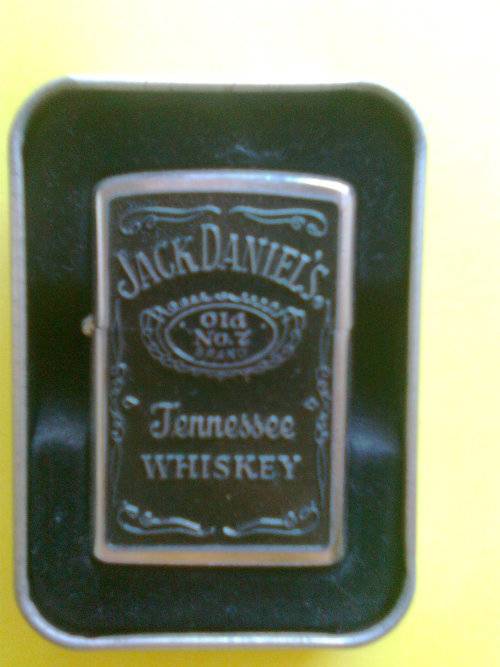 JACK DANIEL'S
Old
No. 7
BRAND
Tennessee
WHISKEY